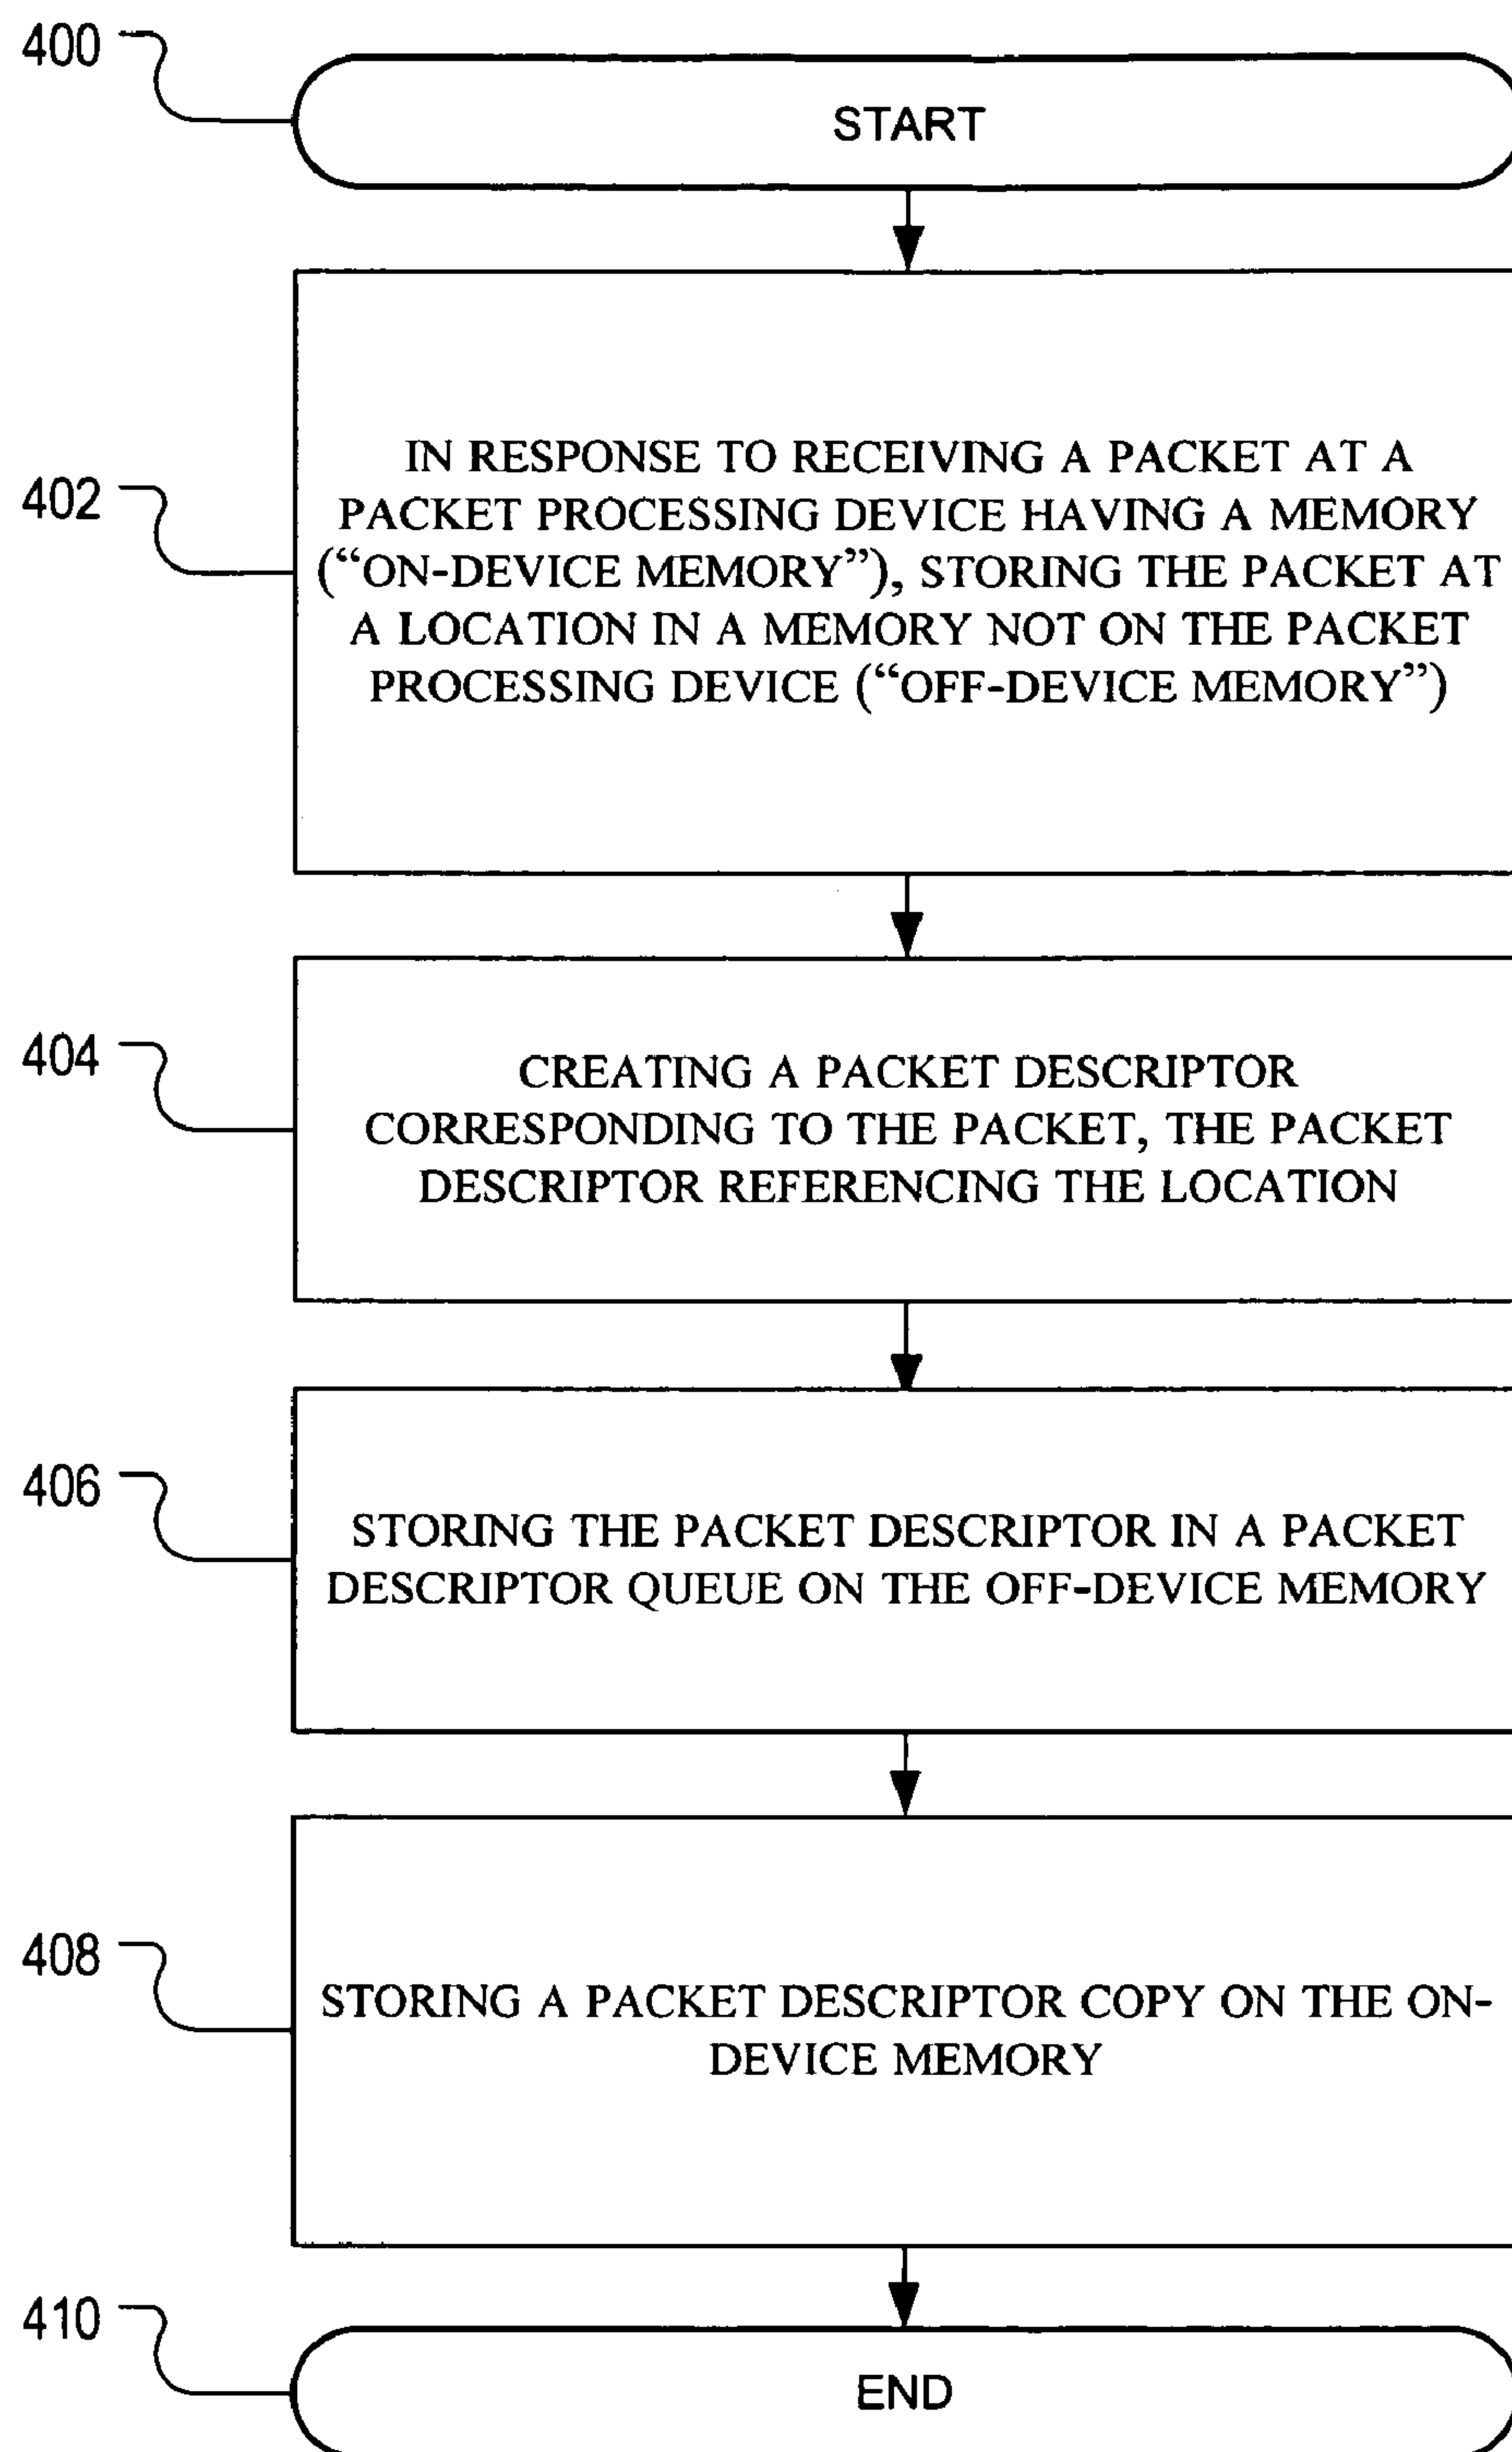 400
START
402
IN RESPONSE TO RECEIVING A PACKET AT A
PACKET PROCESSING DEVICE HAVING A MEMORY
(“ON-DEVICE MEMORY”), STORING THE PACKET AT
A LOCATION IN A MEMORY NOT ON THE PACKET
PROCESSING DEVICE (“OFF-DEVICE MEMORY”)
404
CREATING A PACKET DESCRIPTOR
CORRESPONDING TO THE PACKET, THE PACKET
DESCRIPTOR REFERENCING THE LOCATION
406
STORING THE PACKET DESCRIPTOR IN A PACKET
DESCRIPTOR QUEUE ON THE OFF-DEVICE MEMORY
408
STORING A PACKET DESCRIPTOR COPY ON THE ON-
DEVICE MEMORY
410
END